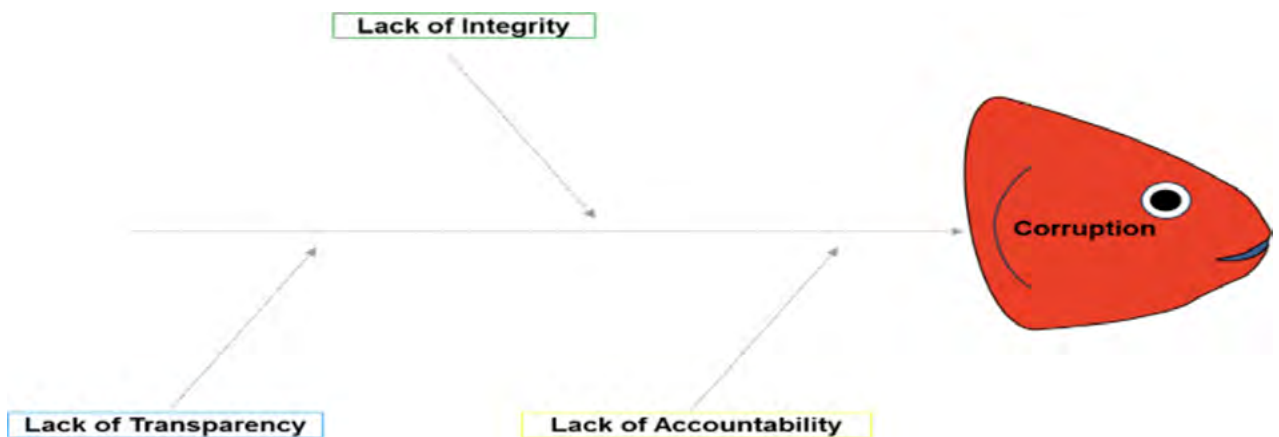 Lack of Integrity
Corruption
Lack of Transparency
Lack of Accountability